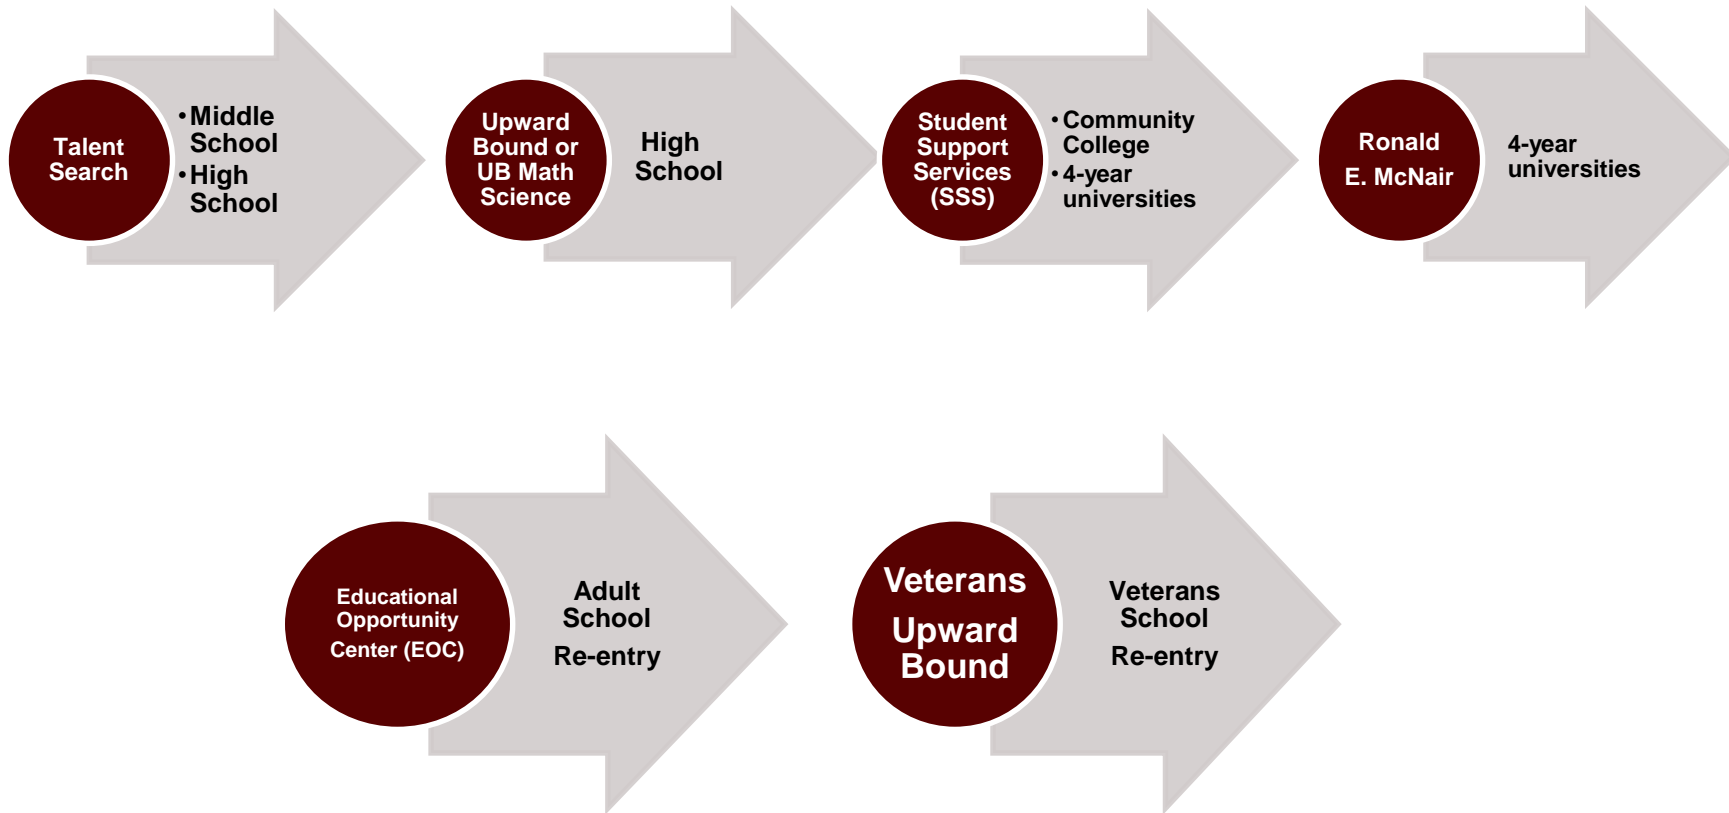 Talent
Search
• Middle
School
• High
School
Upward
Bound or
UB Math
Science
High
School
Student
Support
Services
(SSS)
• Community
College
• 4-year
universities
Ronald
E. McNair
4-year
universities
Educational
Opportunity
Center (EOC)
Adult
School
Re-entry
Veterans
Upward
Bound
Veterans
School
Re-entry